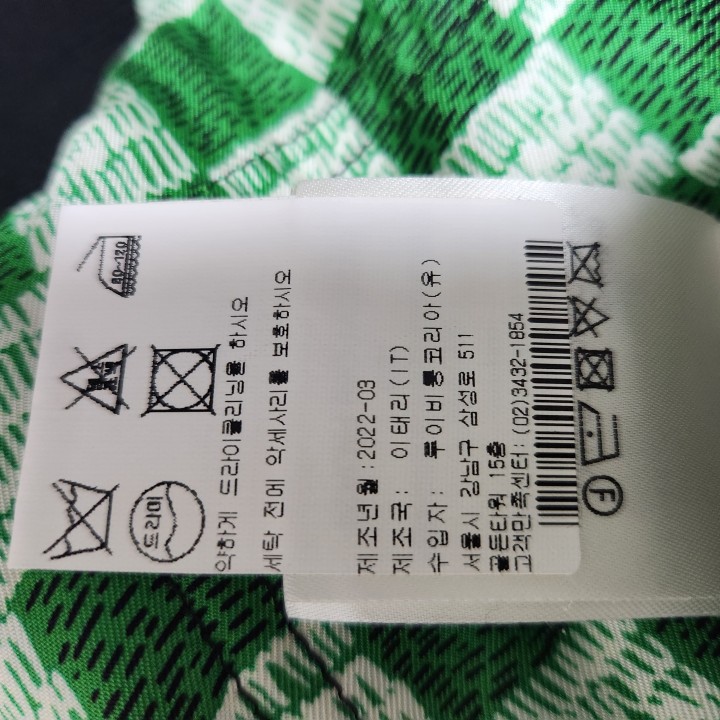 80~120
드라이
약하게 드라이클리닝을 하시오
세탁 전에 악세사리를 보호하시오
제조년월:2022-03
제조국: 이태리(IT)
수입자: 루이비통코리아(유)
서울시 강남구 삼성로 511
골든타워 15층
고객만족센터:(02)3432-1854
F